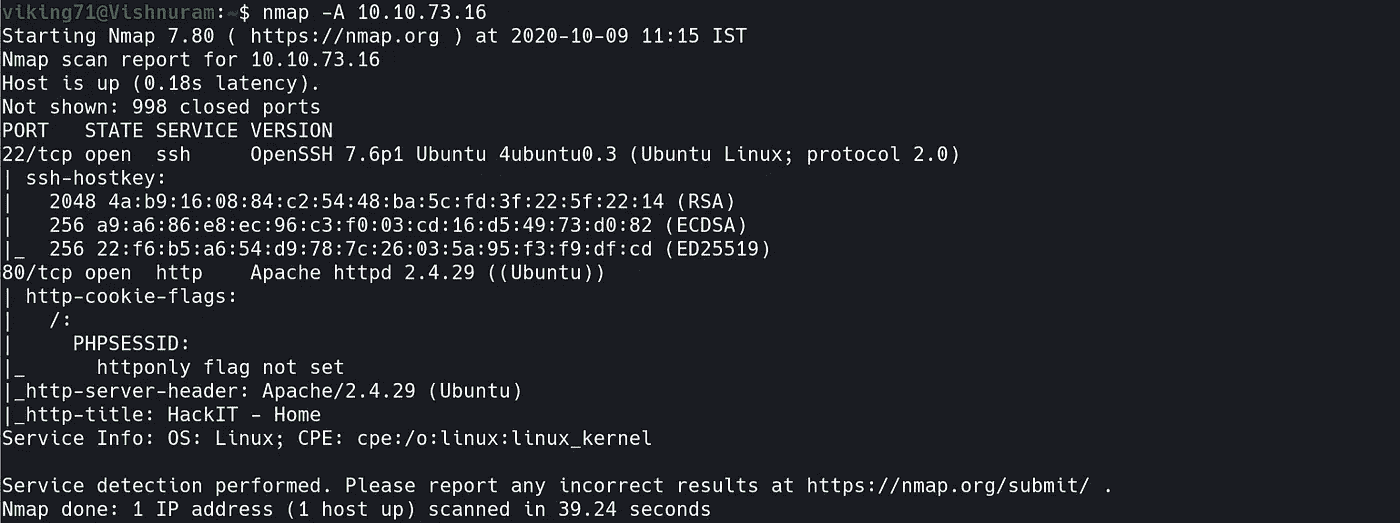 viking71@Vishnuram:~$ nmap -A 10.10.73.16
Starting Nmap 7.80 ( https://nmap.org ) at 2020-10-09 11:15 IST
Nmap scan report for 10.10.73.16
Host is up (0.18s latency).
Not shown: 998 closed ports
PORT   STATE SERVICE VERSION
22/tcp open  ssh     OpenSSH 7.6p1 Ubuntu 4ubuntu0.3 (Ubuntu Linux; protocol 2.0)
| ssh-hostkey:
|   2048 4a:b9:16:08:84:c2:54:48:ba:5c:fd:3f:22:5f:22:14 (RSA)
|   256 a9:a6:86:e8:ec:96:c3:f0:03:cd:16:d5:49:73:d0:82 (ECDSA)
|_  256 22:f6:b5:a6:54:d9:78:7c:26:03:5a:95:f3:f9:df:cd (ED25519)
80/tcp open  http    Apache httpd 2.4.29 ((Ubuntu))
| http-cookie-flags:
|   /:
|     PHPSESSID:
|_      httponly flag not set
|_http-server-header: Apache/2.4.29 (Ubuntu)
|_http-title: HackIT - Home
Service Info: OS: Linux; CPE: cpe:/o:linux:linux_kernel

Service detection performed. Please report any incorrect results at https://nmap.org/submit/ .
Nmap done: 1 IP address (1 host up) scanned in 39.24 seconds